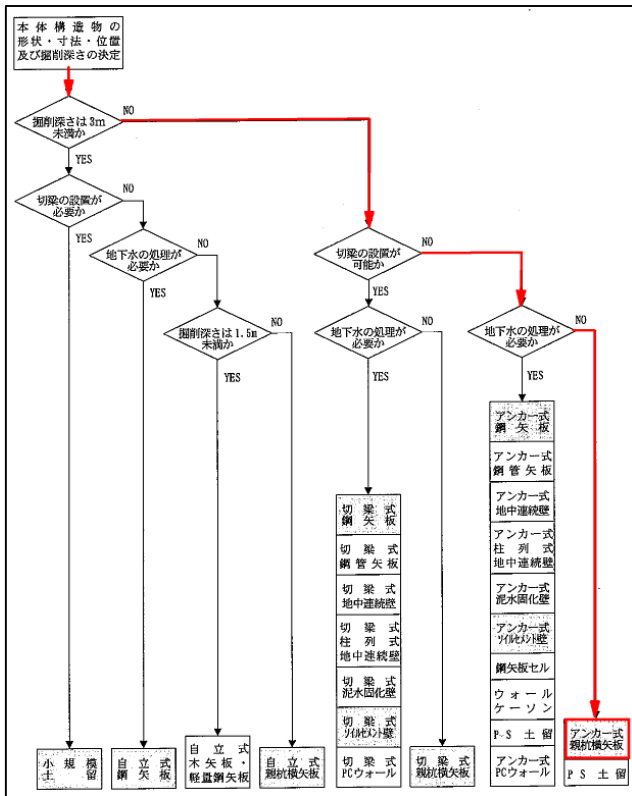 本体構造物の
形状・寸法・位置
及び掘削深さの決定
掘削深さは3m
未満か
NO
YES
切梁の設置が
必要か
NO
YES
地下水の処理が
必要か
NO
YES
掘削深さは1.5m
未満か
NO
YES
切梁の設置が
可能か
NO
YES
地下水の処理が
必要か
NO
YES
地下水の処理が
必要か
NO
YES
小規模
土留
自立式
鋼矢板
自立式
木矢板・
軽量鋼矢板
自立式
親杭横矢板
切梁式
鋼矢板
切梁式
鋼管矢板
切梁式
地中連続壁
切梁式
柱列式
地中連続壁
切梁式
泥水固化壁
切梁式
ソイルセメント壁
切梁式
PCウォール
切梁式
親杭横矢板
アンカー式
鋼矢板
アンカー式
鋼管矢板
アンカー式
地中連続壁
アンカー式
柱列式
地中連続壁
アンカー式
泥水固化壁
アンカー式
ソイルセメント壁
鋼矢板セル
ウォール
ケーソン
PS土留
アンカー式
PCウォール
アンカー式
親杭横矢板
PS土留